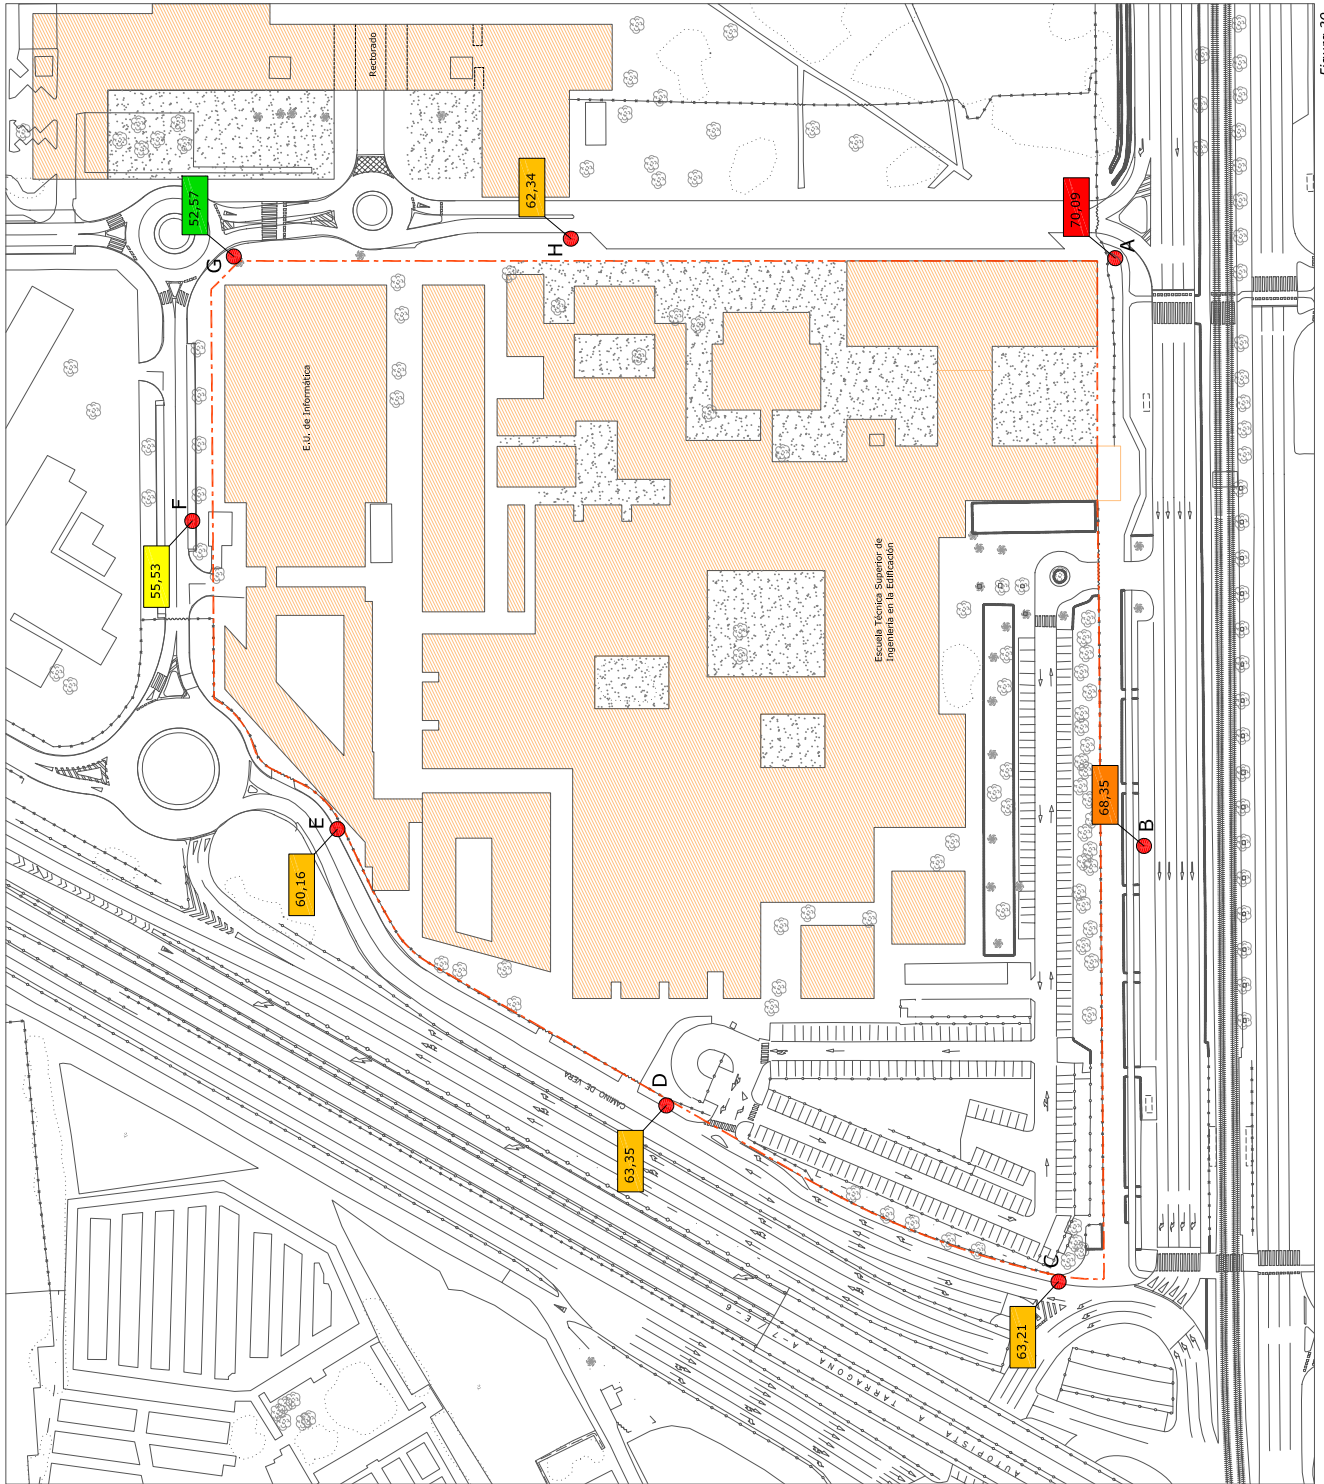 Rectorado
52,57
G
62,34
H
70,09
A
E.U. de Informática
F
55,53
Escuela Técnica Superior de
Ingeniería en la Edificación
E
60,16
68,35
B
CAMINO DE VERA
D
63,35
C
63,21
E-6
A-7
AUTOPISTA A TARRAGONA